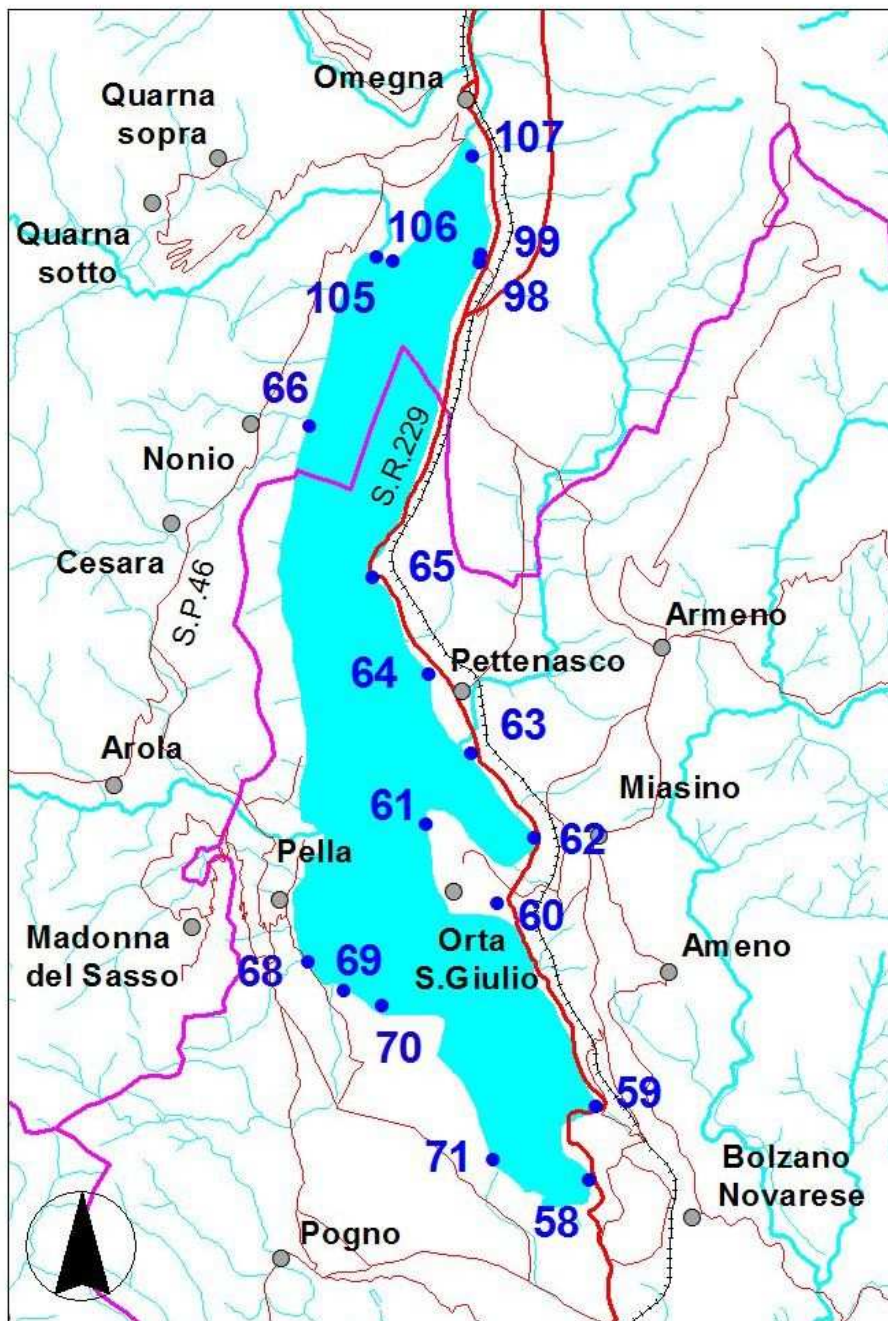 Omegna
Quarna
sopra
107
Quarna
sotto
106
99
105
98
66
Nonio
S.R.229
Cesara
65
S.P.46
Armeno
64
Pettenasco
63
Arola
61
Miasino
62
Pella
60
Madonna
del Sasso
68
69
Orta
S.Giulio
Ameno
70
59
71
Bolzano
Novarese
58
Pogno